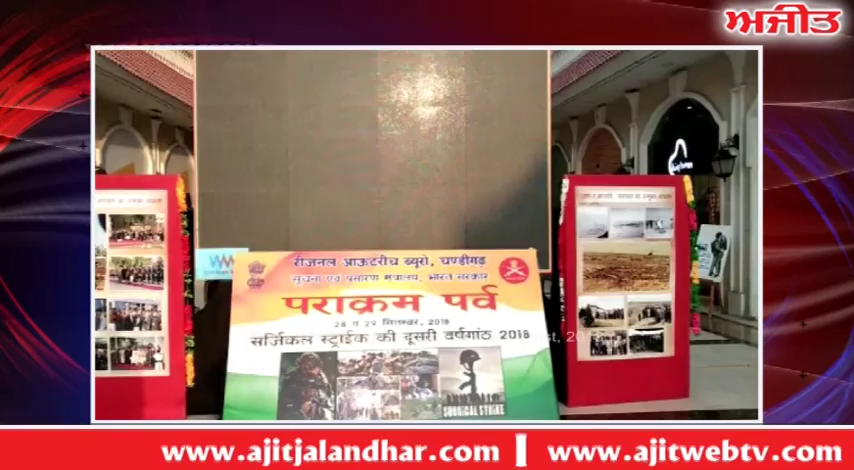 ਅਜੀਤ
रीजनल आऊटरीच ब्यूरो, चण्डीगढ़
सूचना एवं प्रसारण मंत्रालय, भारत सरकार
पराक्रम पर्व
28 व 29 सितम्बर, 2018
सर्जिकल स्ट्राईक की दूसरी वर्षगांठ 2018
SURGICAL STRIKE
www.ajitjalandhar.com | www.ajitwebtv.com